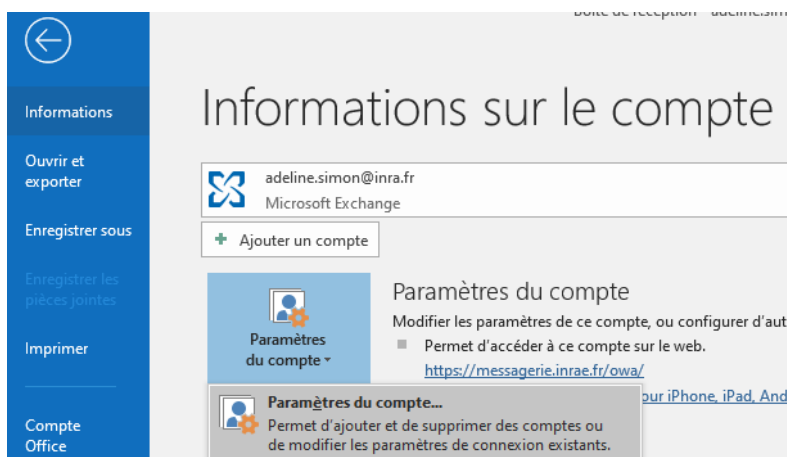 Boîte de réception
Informations
Ouvrir et
exporter
Enregistrer sous
Enregistrer les
pièces jointes
Imprimer
Compte
Office
Informations sur le compte
adeline.simon@inra.fr
Microsoft Exchange
Ajouter un compte
Paramètres
du compte
Paramètres du compte
Modifier les paramètres de ce compte, ou configurer d'aut
Permet d'accéder à ce compte sur le web.
https://messagerie.inrae.fr/owa/
our iPhone, iPad, And
Paramètres du compte...
Permet d'ajouter et de supprimer des comptes ou
de modifier les paramètres de connexion existants.